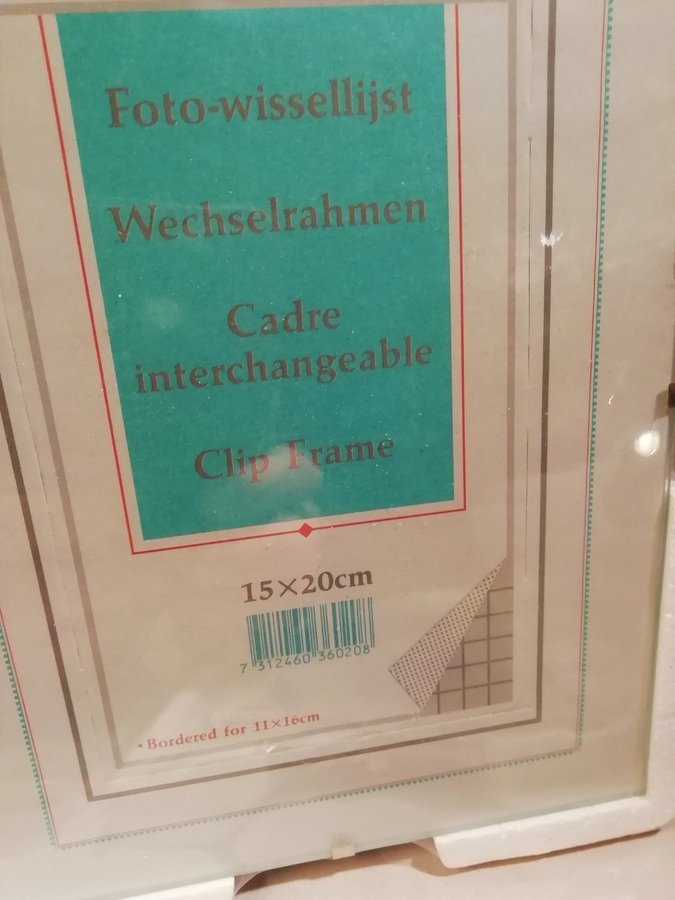 Foto-wissellijst
Wechselrahmen
Cadre
interchangeable
Clip Frame
15×20cm
7 312460 360208
• Bordered for 11×16cm